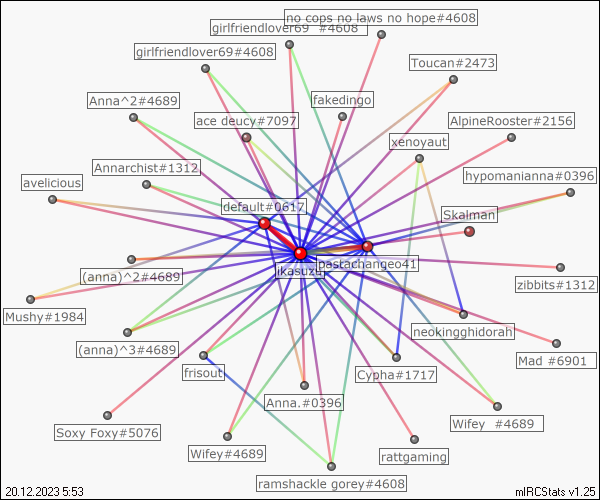 no cops no laws no hope#4608
girlfriendlover69  #4608
girlfriendlover69#4608
Toucan#2473
Anna^2#4689
fakedingo
ace deucy#7097
AlpineRooster#2156
xenoyaut
Annarchist#1312
hypomanianna#0396
avelicious
default#0617
Skalman
pastachangeo41
ikasuzu
(anna)^2#4689
zibbits#1312
Mushy#1984
neokingghidorah
(anna)^3#4689
Mad #6901
frisout
Cypha#1717
Anna.#0396
Wifey  #4689
Soxy Foxy#5076
Wifey#4689
rattgaming
ramshackle gorey#4608
20.12.2023 5:53
mIRCStats v1.25